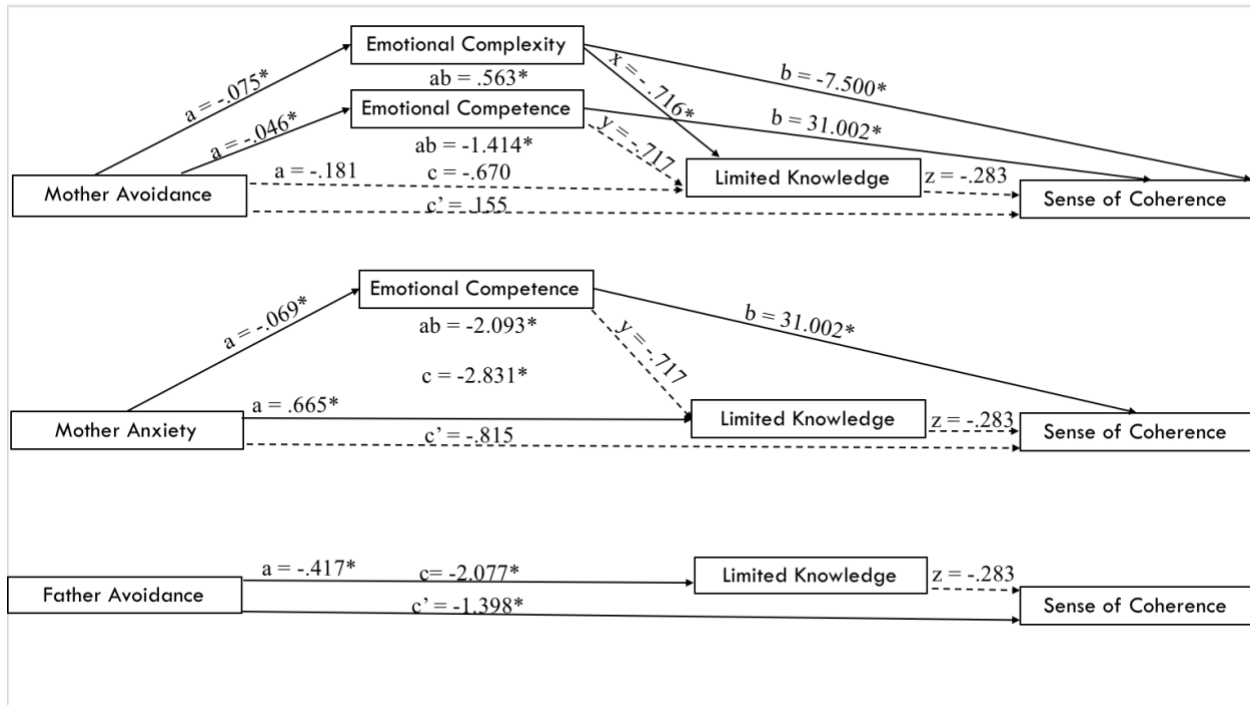 Emotional Complexity
a = -.075*
ab = .563*
x = -.716*
b = -7.500*
Emotional Competence
a = -.046*
ab = -1.414*
y = -.717
b = 31.002*
a = -.181
c = -.670
Limited Knowledge
z = -.283
Mother Avoidance
c’ = .155
Sense of Coherence
Emotional Competence
a = -.069*
ab = -2.093*
y = -.717
b = 31.002*
c = -2.831*
a = .665*
Limited Knowledge
z = -.283
Mother Anxiety
c’ = -.815
Sense of Coherence
a = -.417*
c= -2.077*
Limited Knowledge
z = -.283
Father Avoidance
c’ = -1.398*
Sense of Coherence